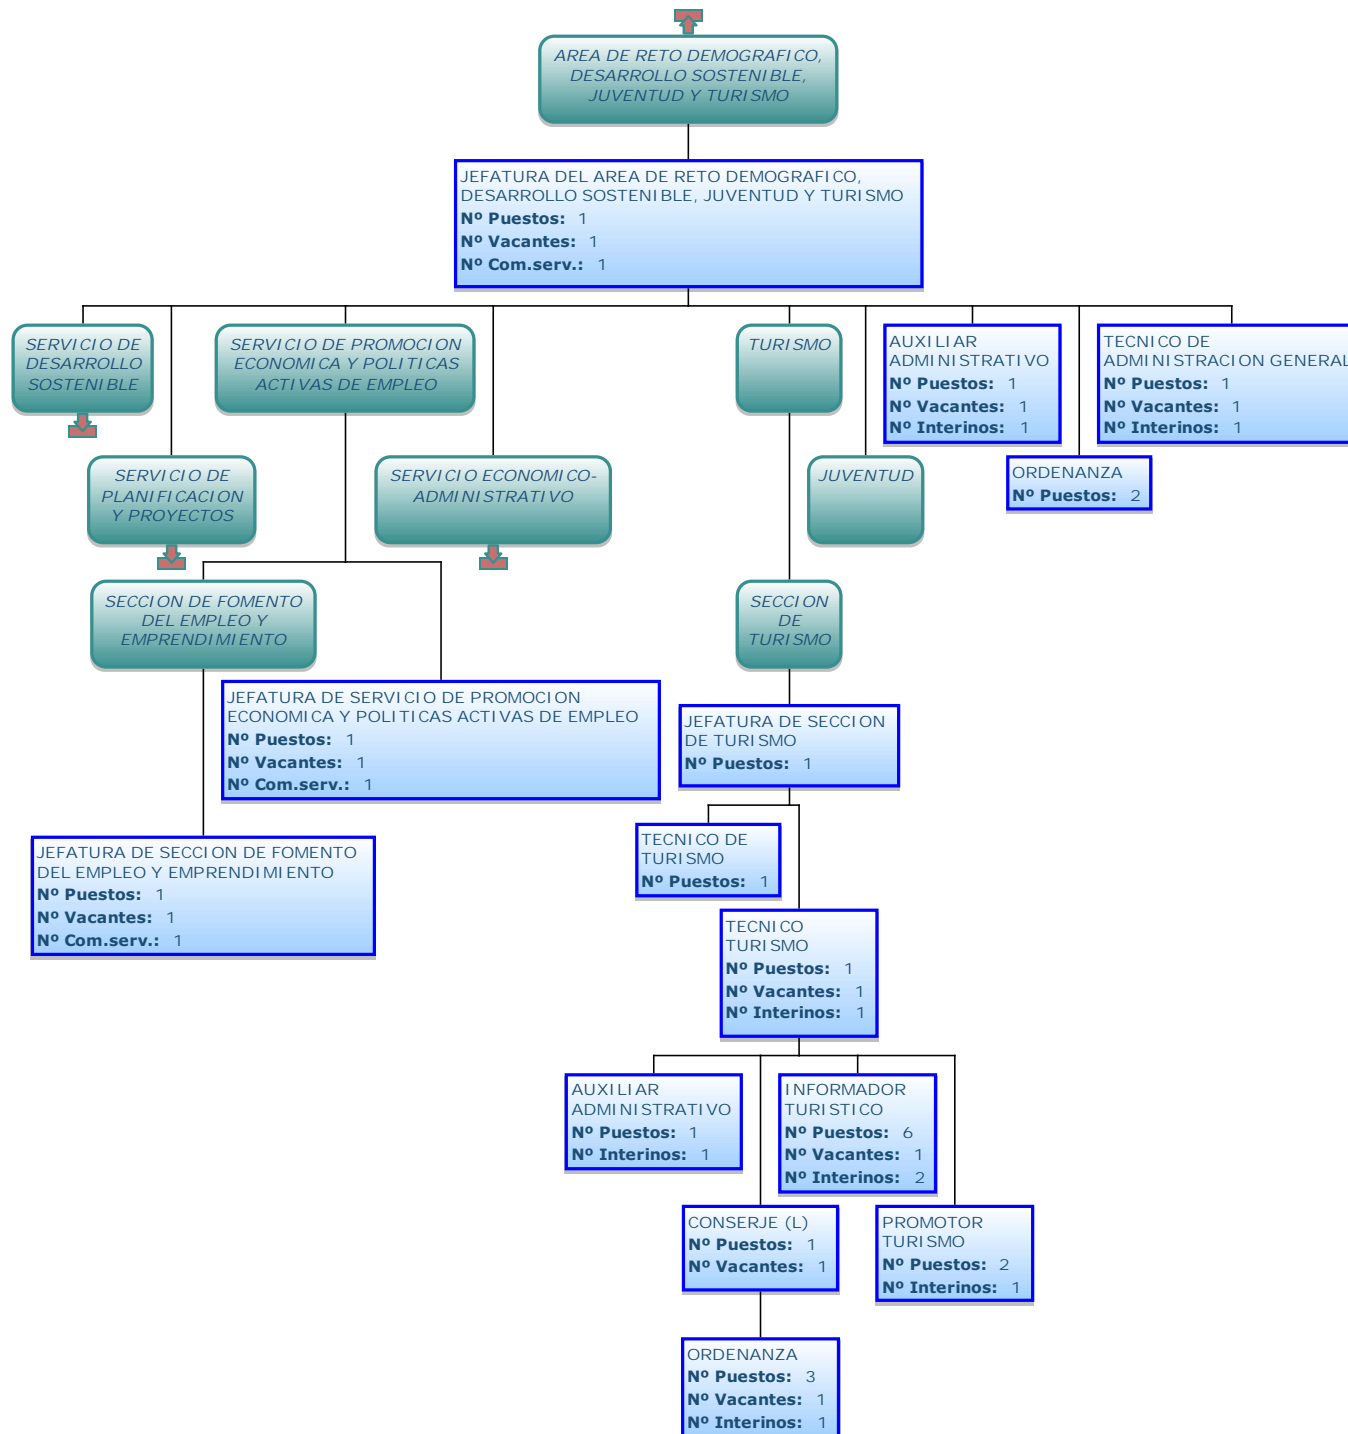 AREA DE RETO DEMOGRAFICO,
DESARROLLO SOSTENIBLE,
JUVENTUD Y TURISMO
JEFATURA DEL AREA DE RETO DEMOGRAFICO,
DESARROLLO SOSTENIBLE, JUVENTUD Y TURISMO
Nº Puestos: 1
Nº Vacantes: 1
Nº Com.serv.: 1
SERVICIO DE
DESARROLLO
SOSTENIBLE
SERVICIO DE PROMOCION
ECONOMICA Y POLITICAS
ACTIVAS DE EMPLEO
TURISMO
AUXILIAR
ADMINISTRATIVO
Nº Puestos: 1
Nº Vacantes: 1
Nº Interinos: 1
TECNICO DE
ADMINISTRACION GENERAL
Nº Puestos: 1
Nº Vacantes: 1
Nº Interinos: 1
SERVICIO DE
PLANIFICACION
Y PROYECTOS
SERVICIO ECONOMICO-
ADMINISTRATIVO
JUVENTUD
ORDENANZA
Nº Puestos: 2
SECCION DE FOMENTO
DEL EMPLEO Y
EMPRENDIMIENTO
SECCION
DE
TURISMO
JEFATURA DE SERVICIO DE PROMOCION
ECONOMICA Y POLITICAS ACTIVAS DE EMPLEO
Nº Puestos: 1
Nº Vacantes: 1
Nº Com.serv.: 1
JEFATURA DE SECCION
DE TURISMO
Nº Puestos: 1
JEFATURA DE SECCION DE FOMENTO
DEL EMPLEO Y EMPRENDIMIENTO
Nº Puestos: 1
Nº Vacantes: 1
Nº Com.serv.: 1
TECNICO DE
TURISMO
Nº Puestos: 1
TECNICO
TURISMO
Nº Puestos: 1
Nº Vacantes: 1
Nº Interinos: 1
AUXILIAR
ADMINISTRATIVO
Nº Puestos: 1
Nº Interinos: 1
INFORMADOR
TURISTICO
Nº Puestos: 6
Nº Vacantes: 1
Nº Interinos: 2
CONSERJE (L)
Nº Puestos: 1
Nº Vacantes: 1
PROMOTOR
TURISMO
Nº Puestos: 2
Nº Interinos: 1
ORDENANZA
Nº Puestos: 3
Nº Vacantes: 1
Nº Interinos: 1